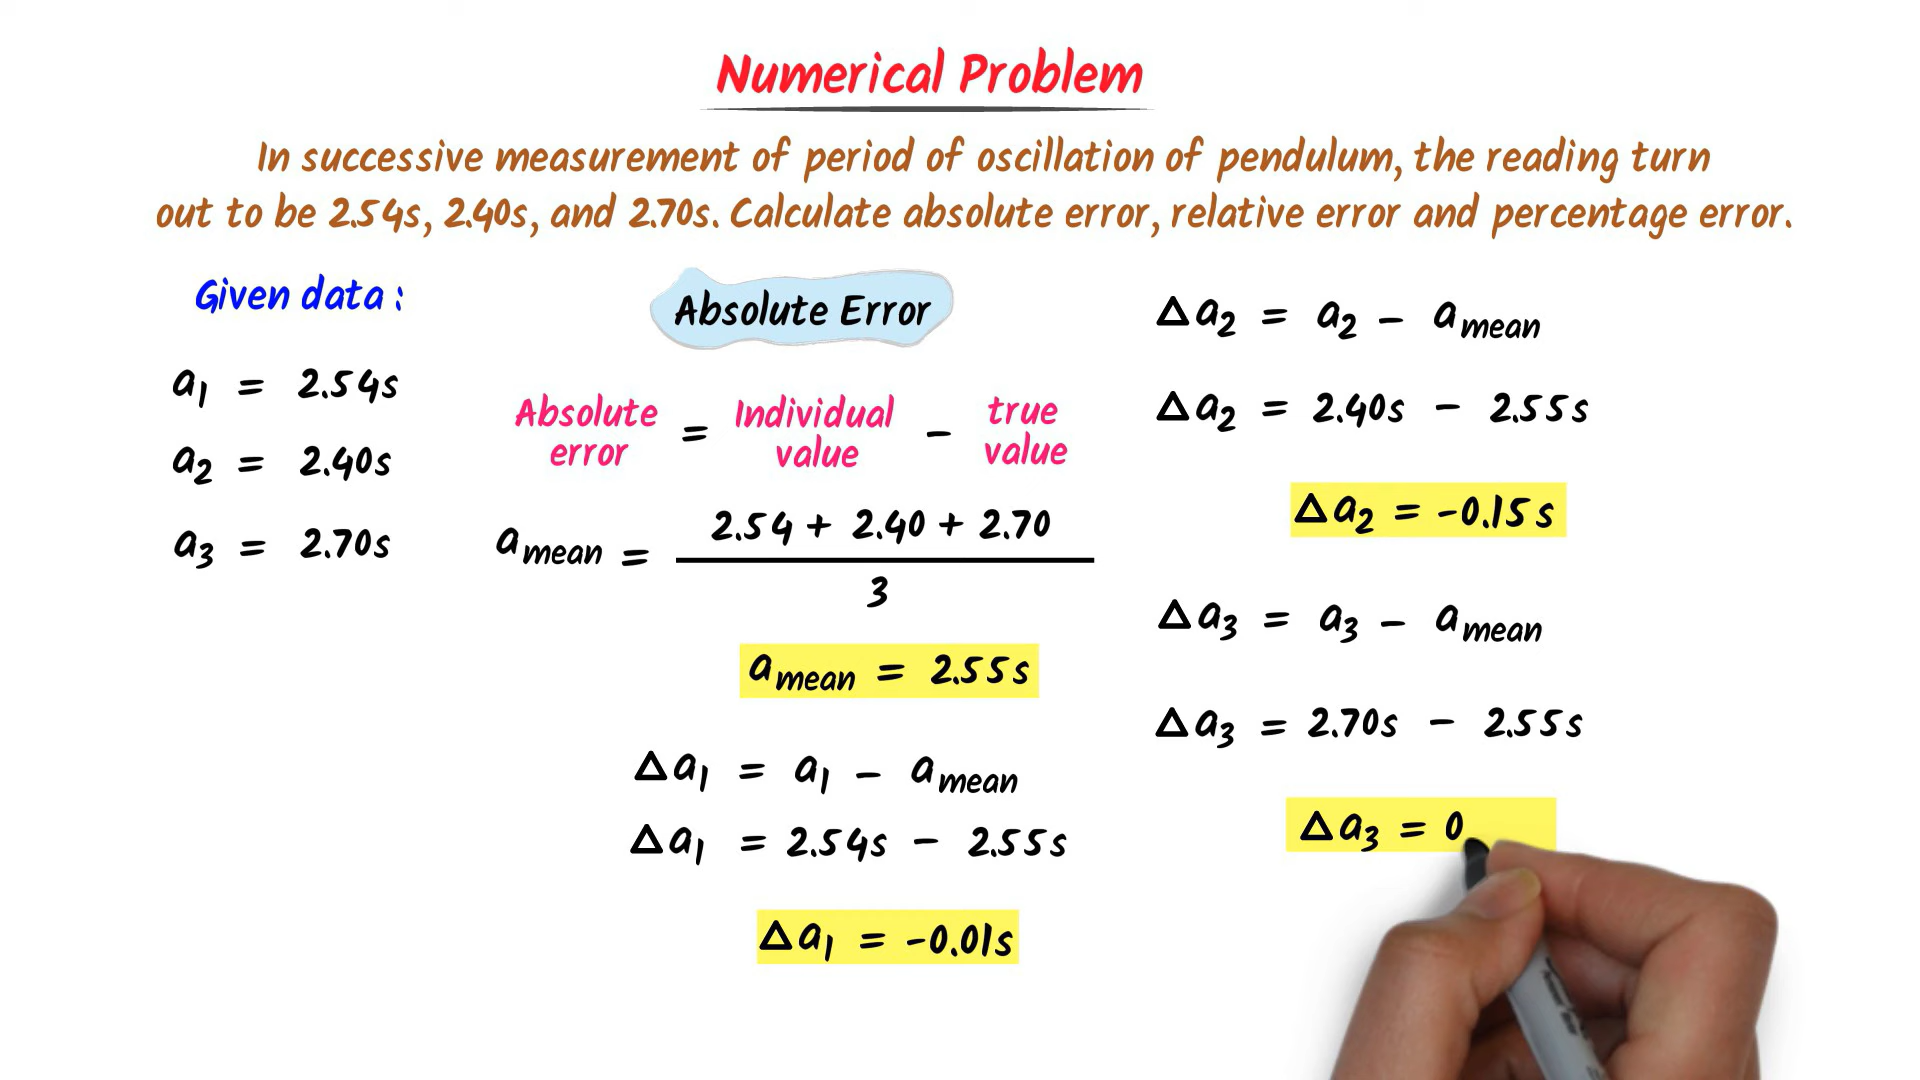 Numerical Problem
In successive measurement of period of oscillation of pendulum, the reading turn
out to be 2.54s, 2.40s, and 2.70s. Calculate absolute error, relative error and percentage error.
Given data :
a1 = 2.54s
a2 = 2.40s
a3 = 2.70s
Absolute Error
Absolute error = Individual value - true value
amean = 2.54 + 2.40 + 2.70 / 3
amean = 2.55s
Δa1 = a1 - amean
Δa1 = 2.54s - 2.55s
Δa1 = -0.01s
Δa2 = a2 - amean
Δa2 = 2.40s - 2.55s
Δa2 = -0.15s
Δa3 = a3 - amean
Δa3 = 2.70s - 2.55s
Δa3 = 0